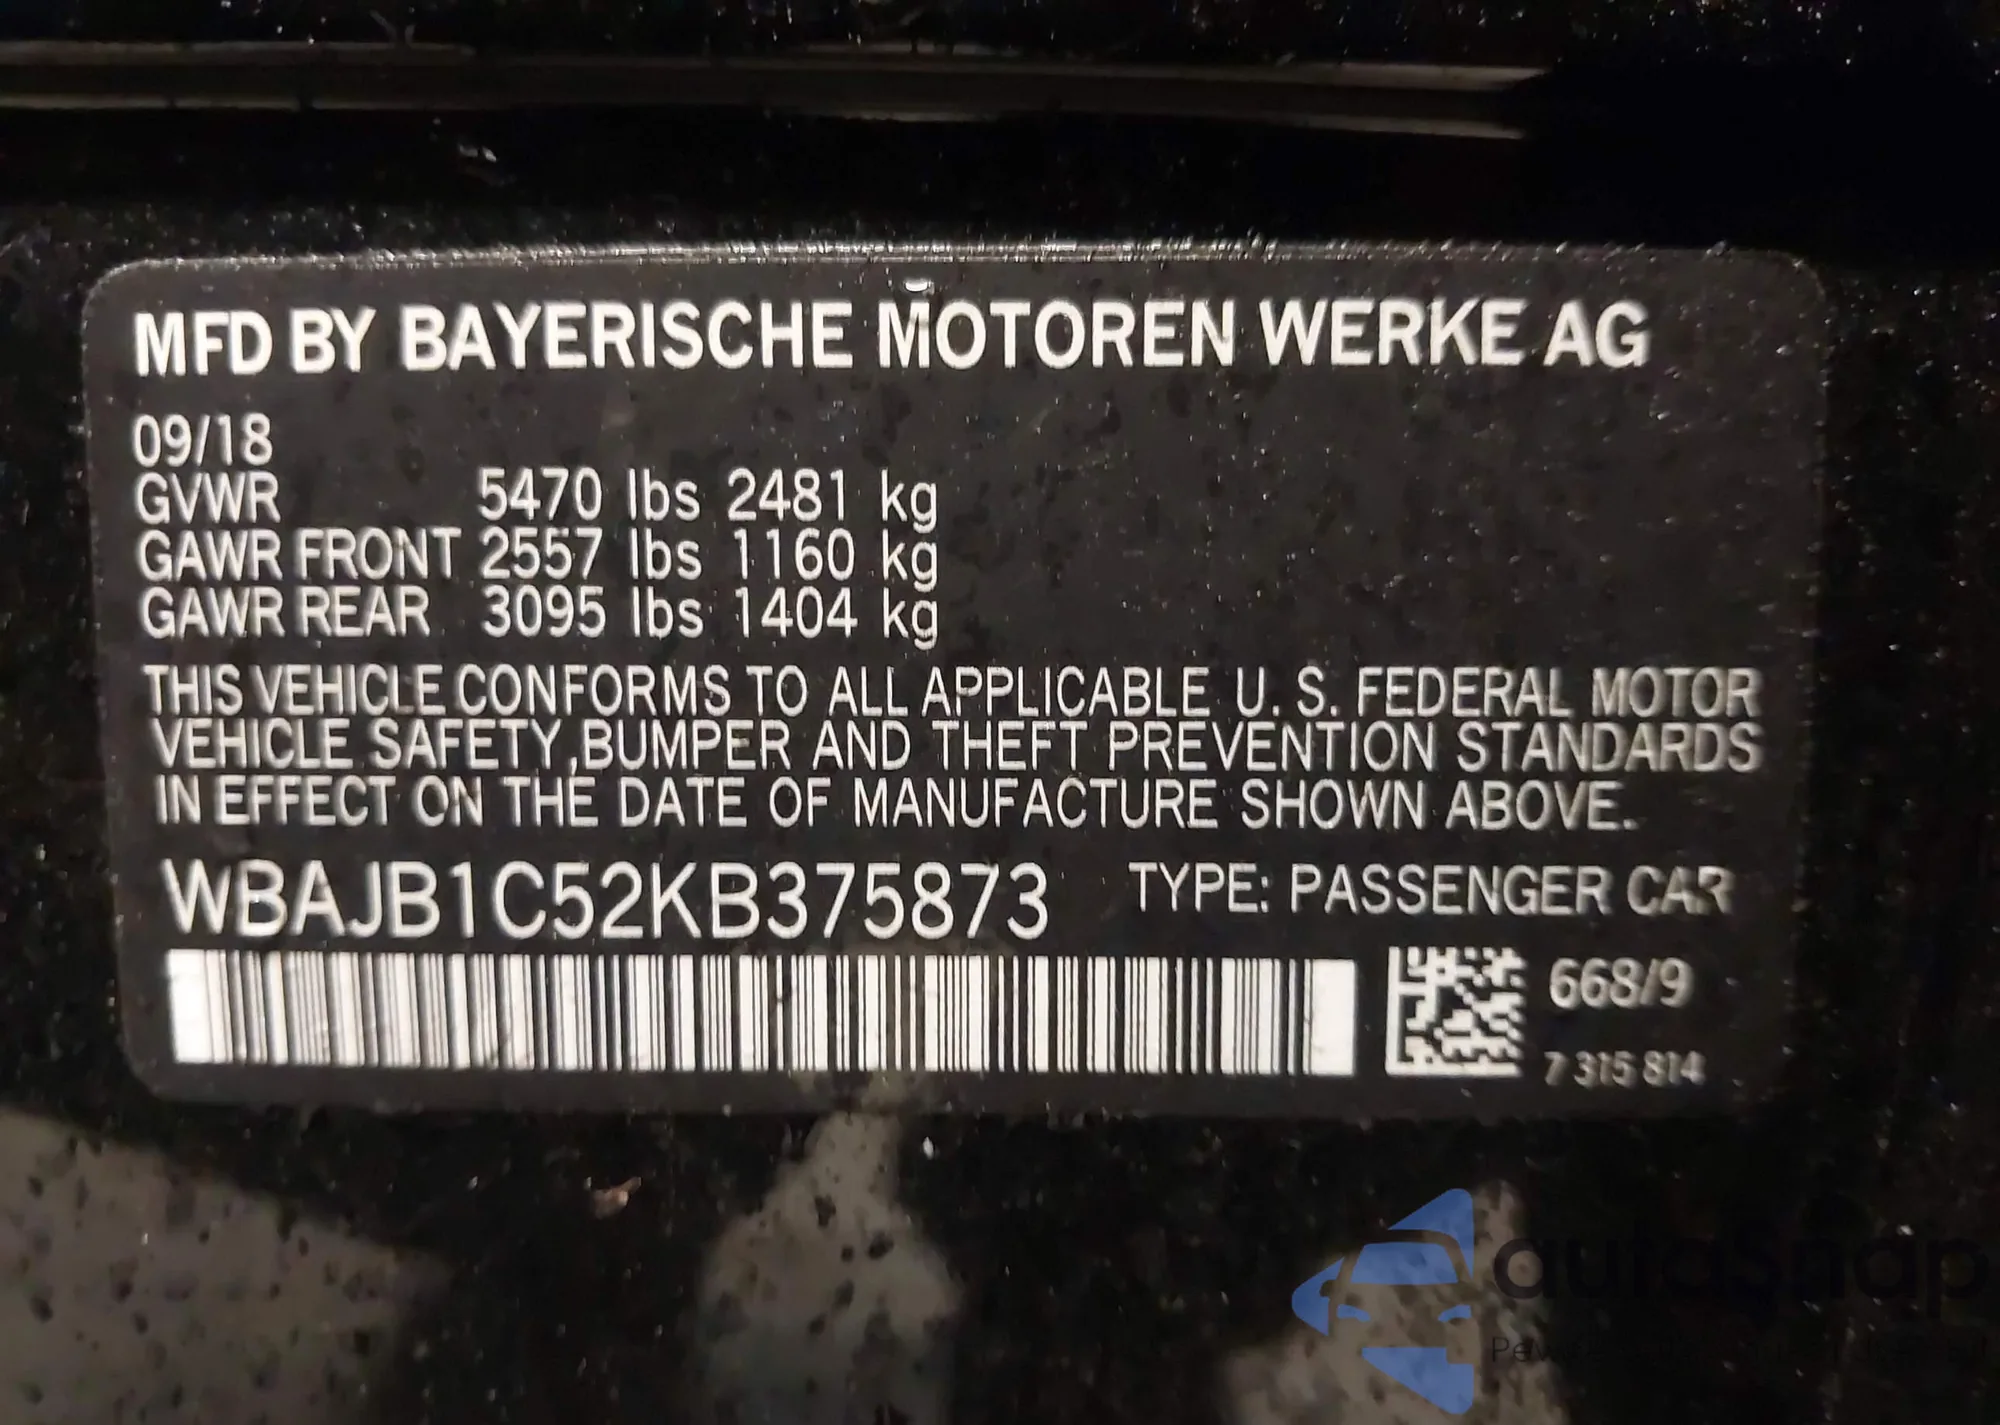 MFD BY BAYERISCHE MOTOREN WERKE AG
09/18
GVWR 5470 lbs 2481 kg
GAWR FRONT 2557 lbs 1160 kg
GAWR REAR 3095 lbs 1404 kg
THIS VEHICLE CONFORMS TO ALL APPLICABLE U. S. FEDERAL MOTOR
VEHICLE SAFETY,BUMPER AND THEFT PREVENTION STANDARDS
IN EFFECT ON THE DATE OF MANUFACTURE SHOWN ABOVE.
WBAJB1C52KB375873 TYPE: PASSENGER CAR
668/9
7 315 814
aurasnap